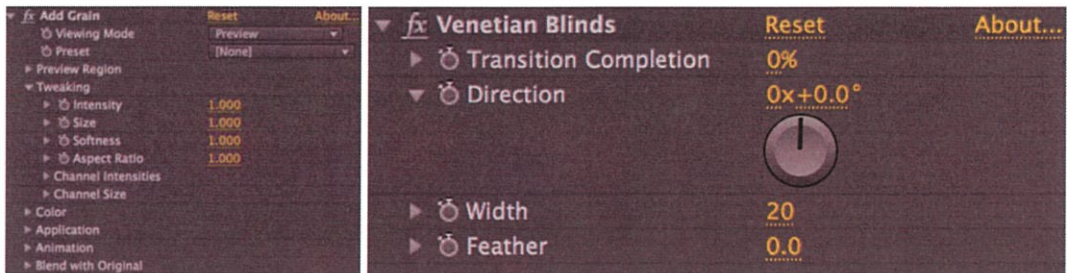 fx Add Grain Reset About...
Viewing Mode Preview
Preset [None]
Preview Region
Tweaking
Intensity 1.000
Size 1.000
Softness 1.000
Aspect Ratio 1.000
Channel Intensities
Channel Size
Color
Application
Animation
Blend with Original
fx Venetian Blinds Reset About...
Transition Completion 0%
Direction 0x+0.0°
Width 20
Feather 0.0